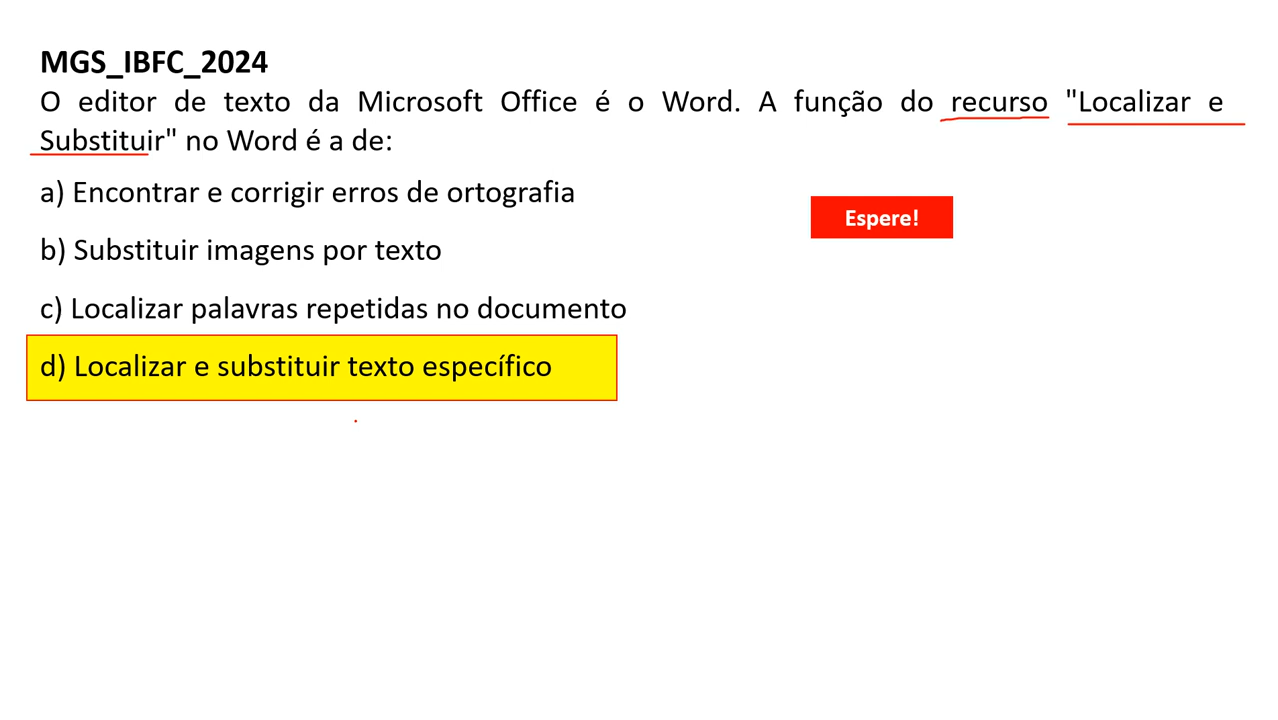 MGS_IBFC_2024
O editor de texto da Microsoft Office é o Word. A função do recurso "Localizar e
Substituir" no Word é a de:
a) Encontrar e corrigir erros de ortografia
Espere!
b) Substituir imagens por texto
c) Localizar palavras repetidas no documento
d) Localizar e substituir texto específico